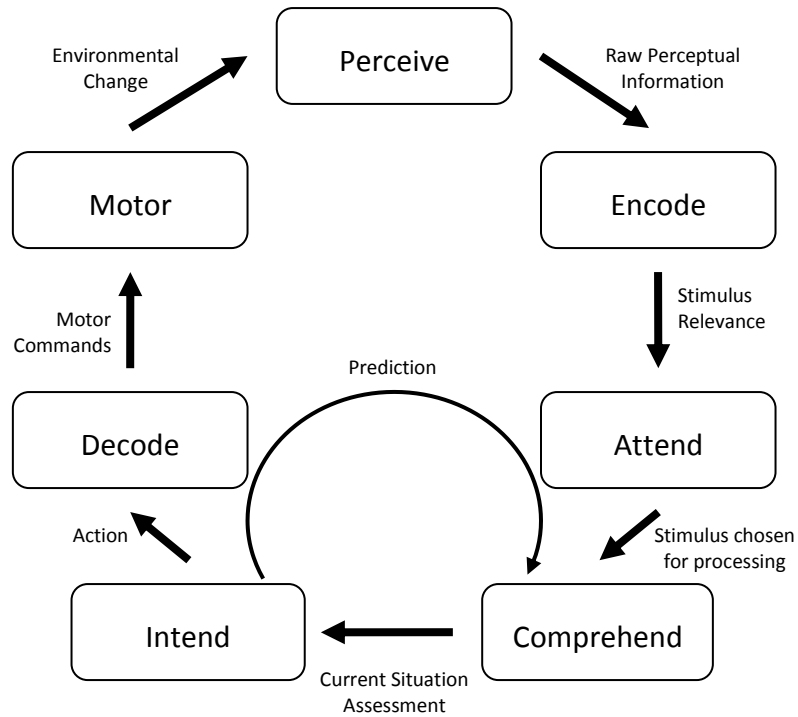 Environmental
Change
Perceive
Raw Perceptual
Information
Motor
Encode
Motor
Commands
Stimulus
Relevance
Prediction
Decode
Attend
Action
Stimulus chosen
for processing
Intend
Comprehend
Current Situation
Assessment